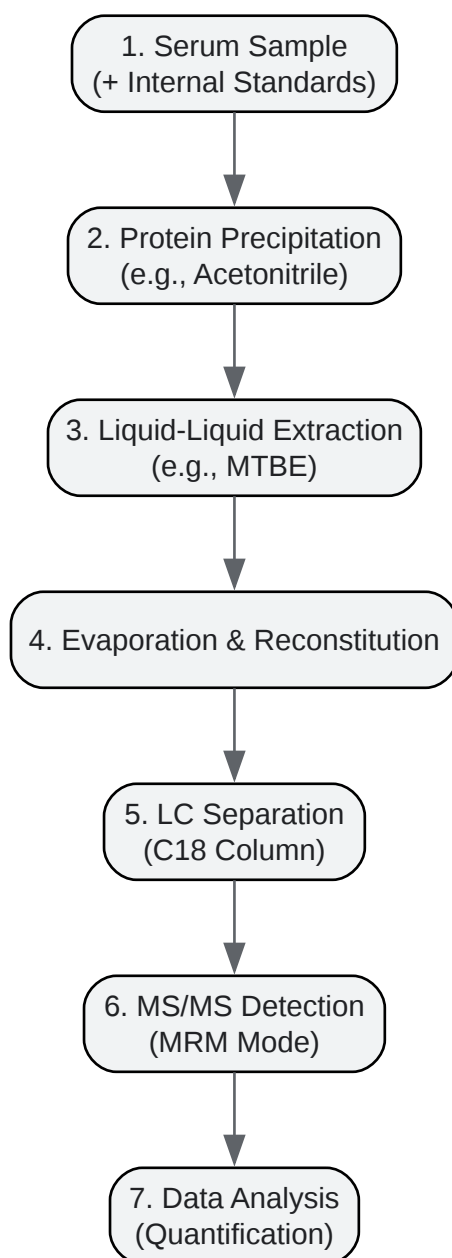 1. Serum Sample
(+ Internal Standards)
2. Protein Precipitation
(e.g., Acetonitrile)
3. Liquid-Liquid Extraction
(e.g., MTBE)
4. Evaporation & Reconstitution
5. LC Separation
(C18 Column)
6. MS/MS Detection
(MRM Mode)
7. Data Analysis
(Quantification)